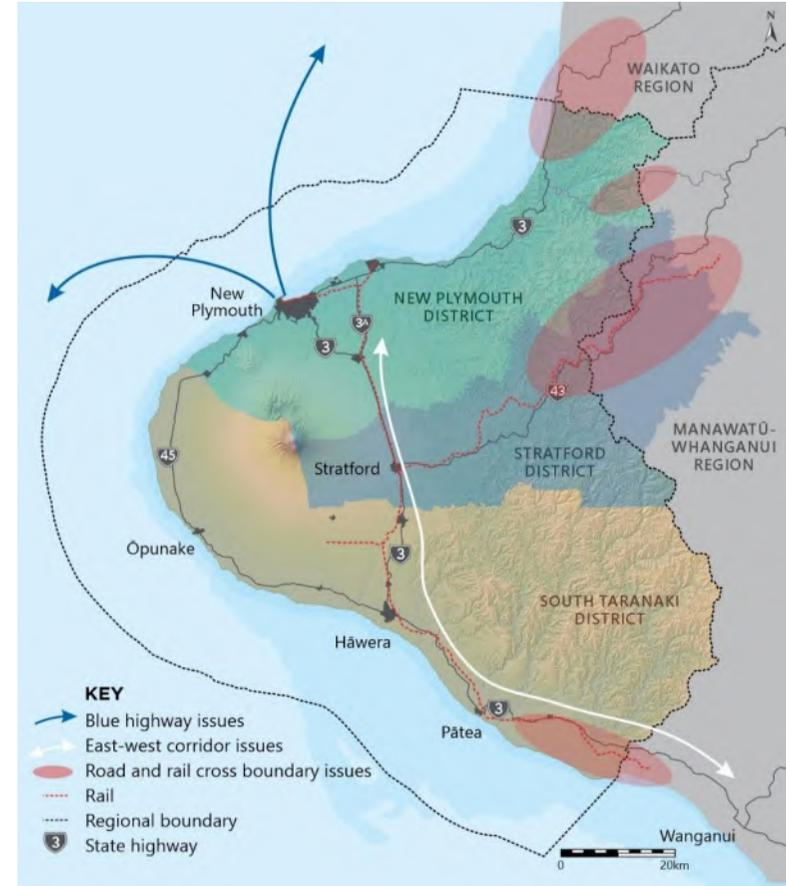 N
WAIKATO
REGION
3
New
Plymouth
NEW PLYMOUTH
DISTRICT
3A
3
43
MANAWATŪ-
WHANGANUI
REGION
45
Stratford
STRATFORD
DISTRICT
Ōpunake
3
SOUTH TARANAKI
DISTRICT
Hāwera
3
Pātea
KEY
Blue highway issues
East-west corridor issues
Road and rail cross boundary issues
Rail
Regional boundary
3 State highway
Wanganui
0 20km